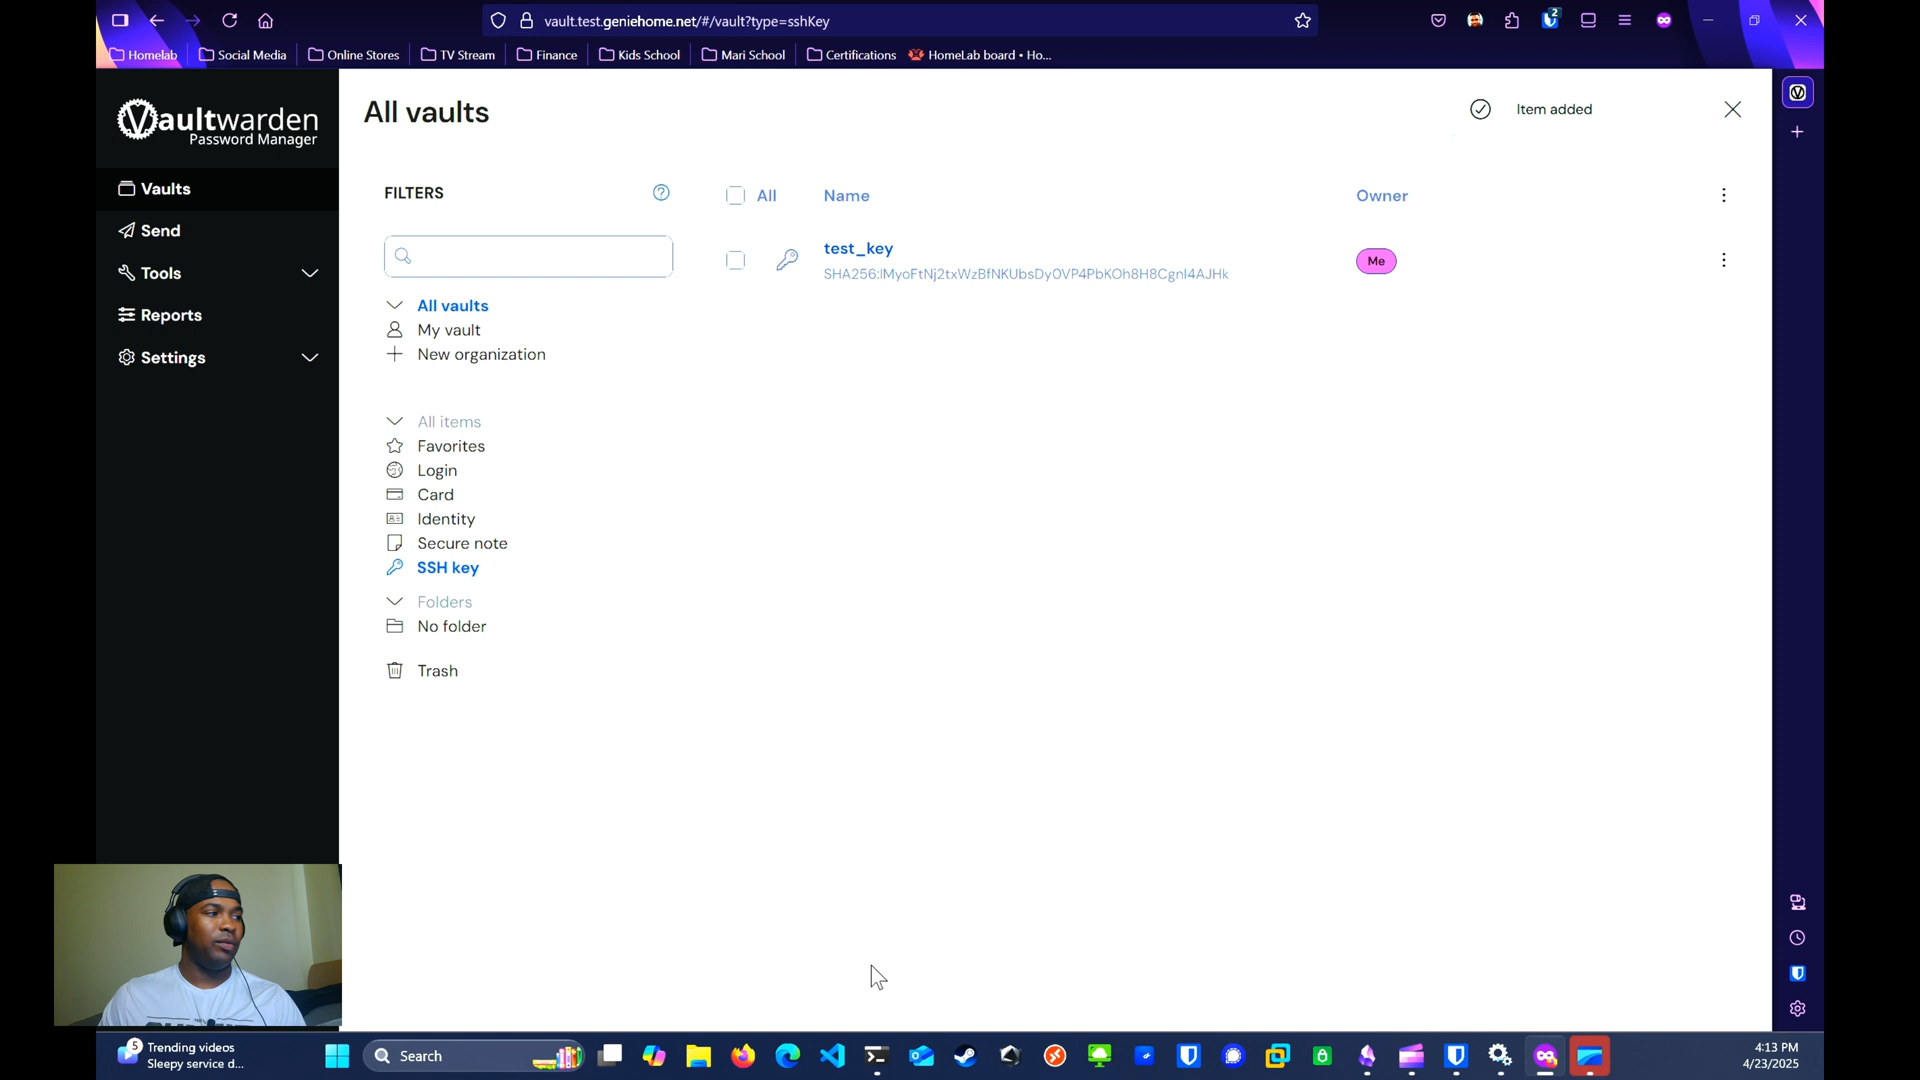 vault.test.geniehome.net/#/vault?type=sshKey
2
Homelab
Social Media
Online Stores
TV Stream
Finance
Kids School
Mari School
Certifications
HomeLab board • Ho...
Vaultwarden
Password Manager
Vaults
Send
Tools
Reports
Settings
All vaults
Item added
FILTERS
All
Name
Owner
test_key
Me
All vaults
My vault
New organization
All items
Favorites
Login
Card
Identity
Secure note
SSH key
Folders
No folder
Trash
5
Trending videos
Sleepy service d...
Search
4:13 PM
4/23/2025